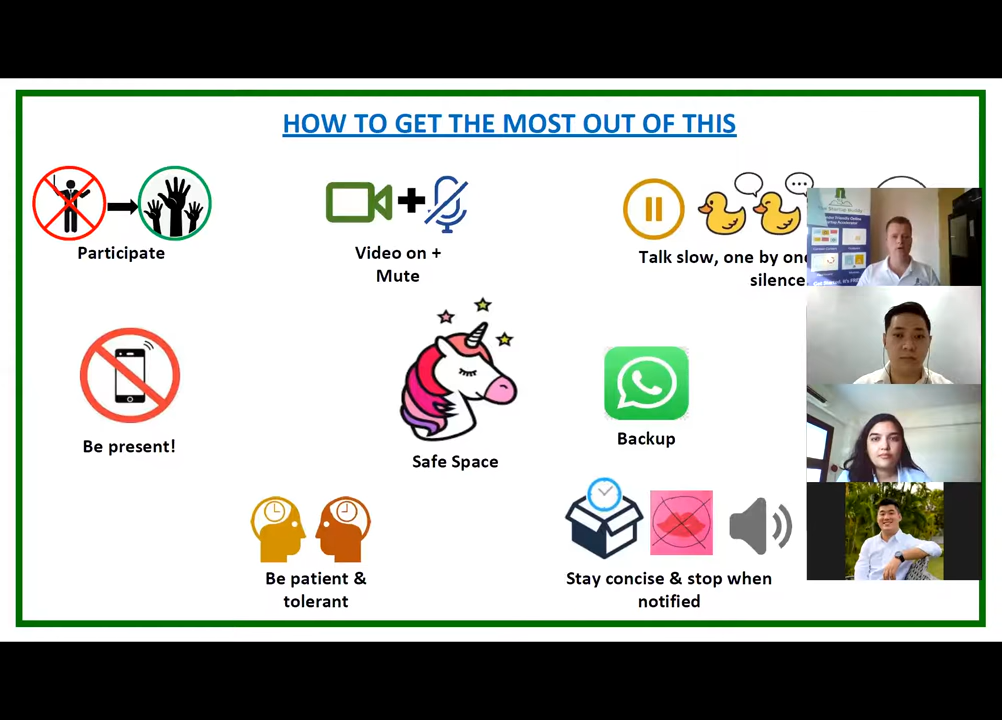 HOW TO GET THE MOST OUT OF THIS
Participate
Video on +
Mute
Talk slow, one by one
silence
Be present!
Safe Space
Backup
Be patient &
tolerant
Stay concise & stop when
notified